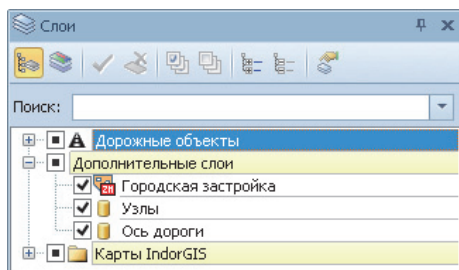 Слои
Поиск:
Дорожные объекты
Дополнительные слои
Городская застройка
Узлы
Ось дороги
Карты IndorGIS